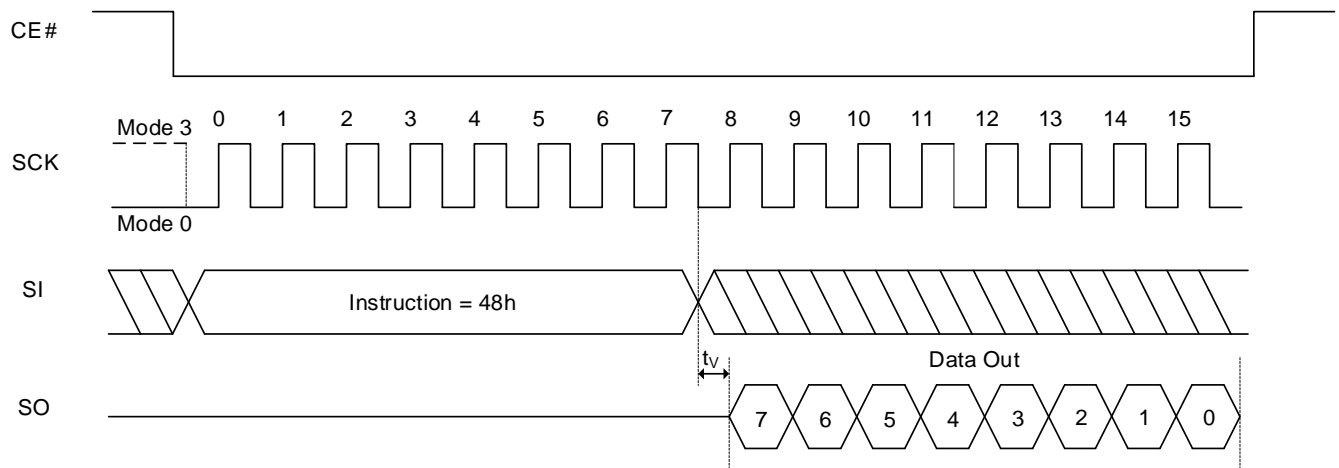 CE#
Mode 3
0 1 2 3 4 5 6 7 8 9 10 11 12 13 14 15
SCK
Mode 0
SI
Instruction = 48h
tV
Data Out
SO
7 6 5 4 3 2 1 0